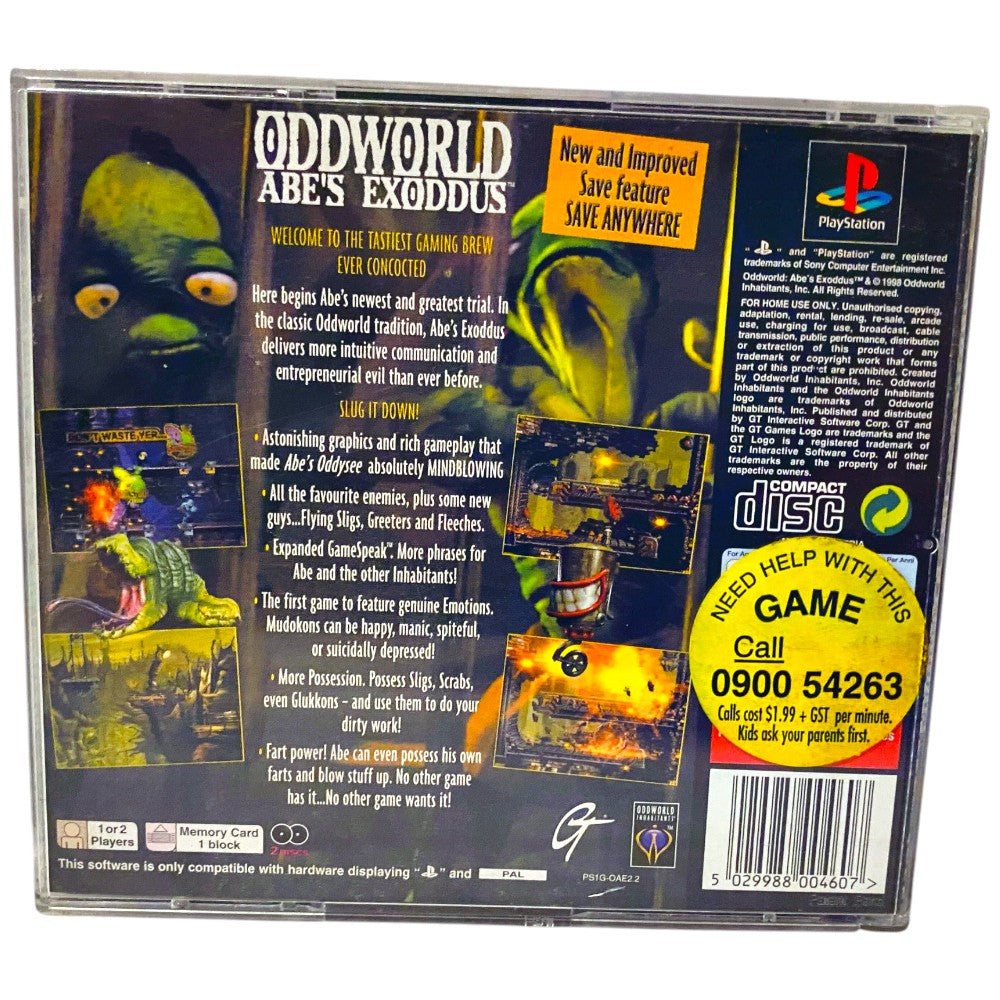 ODDWORLD
ABE'S EXODDUS™
WELCOME TO THE TASTIEST GAMING BREW
EVER CONCOCTED
Here begins Abe's newest and greatest trial. In
the classic Oddworld tradition, Abe's Exoddus
delivers more intuitive communication and
entrepreneurial evil than ever before.
SLUG IT DOWN!
• Astonishing graphics and rich gameplay that
made Abe's Oddysee absolutely MINDBLOWING
• All the favourite enemies, plus some new
guys...Flying Sligs, Greeters and Fleeches.
• Expanded GameSpeak™. More phrases for
Abe and the other Inhabitants!
• The first game to feature genuine Emotions.
Mudokons can be happy, manic, spiteful,
or suicidally depressed!
• More Possession. Possess Sligs, Scrabs,
even Glukkons – and use them to do your
dirty work!
• Fart power! Abe can even possess his own
farts and blow stuff up. No other game
has it...No other game wants it!
New and Improved
Save feature
SAVE ANYWHERE
DON'T WASTE YER...
PlayStation
" " and "PlayStation" are registered
trademarks of Sony Computer Entertainment Inc.
Oddworld: Abe's Exoddus™ & © 1998 Oddworld
Inhabitants, Inc. All Rights Reserved.
FOR HOME USE ONLY. Unauthorised copying,
adaptation, rental, lending, re-sale, arcade
use, charging for use, broadcast, cable
transmission, public performance, distribution
or extraction of this product or any
trademark or copyright work that forms
part of this product are prohibited. Created
by Oddworld Inhabitants, Inc. Oddworld
Inhabitants and the Oddworld Inhabitants
logo are trademarks of Oddworld
Inhabitants, Inc. Published and distributed
by GT Interactive Software Corp. GT and
the GT Games Logo are trademarks and the
GT Logo is a registered trademark of
GT Interactive Software Corp. All other
trademarks are the property of their
respective owners.
COMPACT
disc
NEED HELP WITH THIS
GAME
Call
0900 54263
Calls cost $1.99 + GST per minute.
Kids ask your parents first.
1 or 2
Players
Memory Card
1 block
2 DISCS
This software is only compatible with hardware displaying " " and PAL
GT
PS1G-OAE2.2
ODDWORLD
INHABITANTS
™
5 029988 004607 >